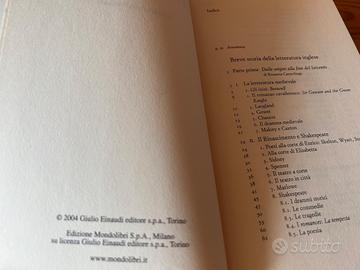 © 2004 Giulio Einaudi editore s.p.a., Torino
Edizione Mondolibri S.p.A., Milano
su licenza Giulio Einaudi editore s.p.a., Torino
www.mondolibri.it
Indice
Breve storia della letteratura inglese
Parte prima Dalle origini alla fine del Seicento
di Rosanna Camerlingo
I. La letteratura medievale
1. Gli inizi: Beowulf
2. Il romanzo cavalleresco: Sir Gawain and the Green Knight
3. Langland
4. Gower
5. Chaucer
6. Il dramma medievale
7. Malory e Caxton
II. Il Rinascimento e Shakespeare
1. Poeti alla corte di Enrico: Skelton, Wyatt,
2. Alla corte di Elisabetta
3. Sidney
4. Spenser
5. Il teatro a corte
6. Il teatro in città
7. Marlowe
8. Shakespeare
8.1. I drammi storici
8.2. Le commedie
8.3. Le tragedie
8.4. I romances: La tempesta
8.5. La poesia
subito